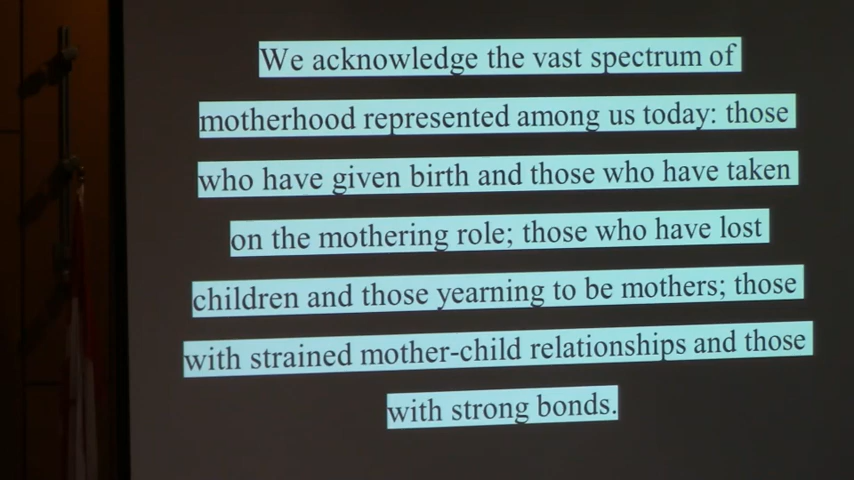 We acknowledge the vast spectrum of
motherhood represented among us today: those
who have given birth and those who have taken
on the mothering role; those who have lost
children and those yearning to be mothers; those
with strained mother-child relationships and those
with strong bonds.